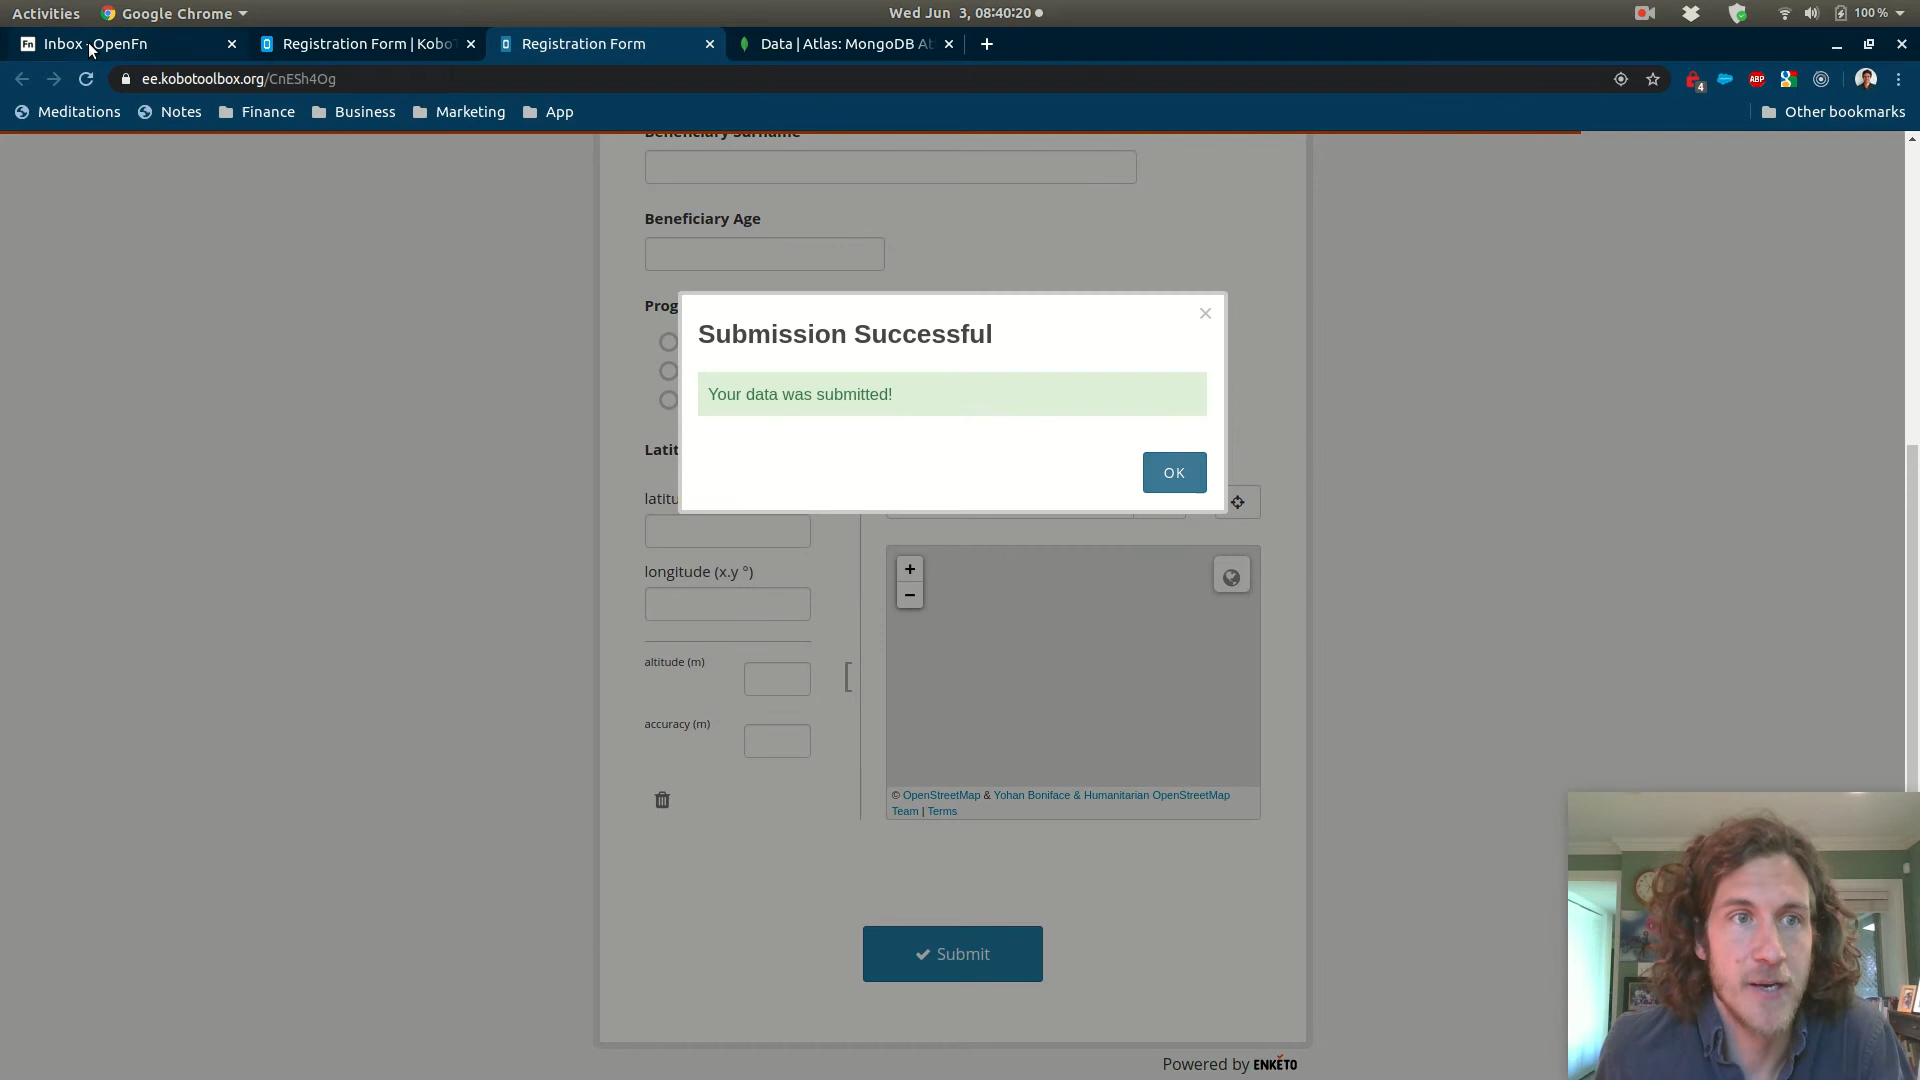 Activities
Google Chrome
Wed Jun 3, 08:40:20
100 %
Fn Inbox - OpenFn
Registration Form | Kobo
Registration Form
Data | Atlas: MongoDB At
ee.kobotoolbox.org/CnESh4Og
ABP
4
Meditations
Notes
Finance
Business
Marketing
App
Other bookmarks
Beneficiary Surname
Beneficiary Age
Prog
Submission Successful
Your data was submitted!
OK
Latit
latitu
longitude (x.y °)
altitude (m)
accuracy (m)
+
−
© OpenStreetMap & Yohan Boniface & Humanitarian OpenStreetMap
Team | Terms
Submit
Powered by ENKETO